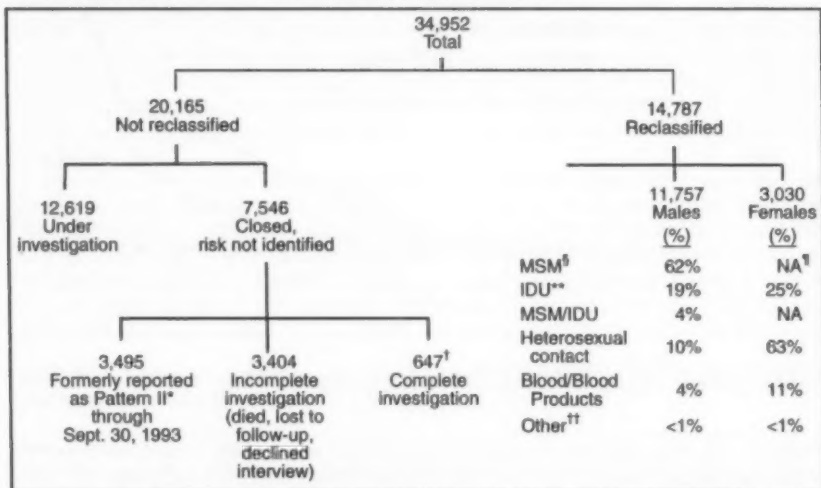 34,952
Total
20,165
Not reclassified
14,787
Reclassified
12,619
Under
investigation
7,546
Closed,
risk not identified
3,495
Formerly reported
as Pattern II*
through
Sept. 30, 1993
3,404
Incomplete
investigation
(died, lost to
follow-up,
declined
interview)
647†
Complete
investigation
11,757 3,030
Males Females
(%) (%)
MSM§ 62% NA¶
IDU** 19% 25%
MSM/IDU 4% NA
Heterosexual
contact 10% 63%
Blood/Blood
Products 4% 11%
Other†† <1% <1%